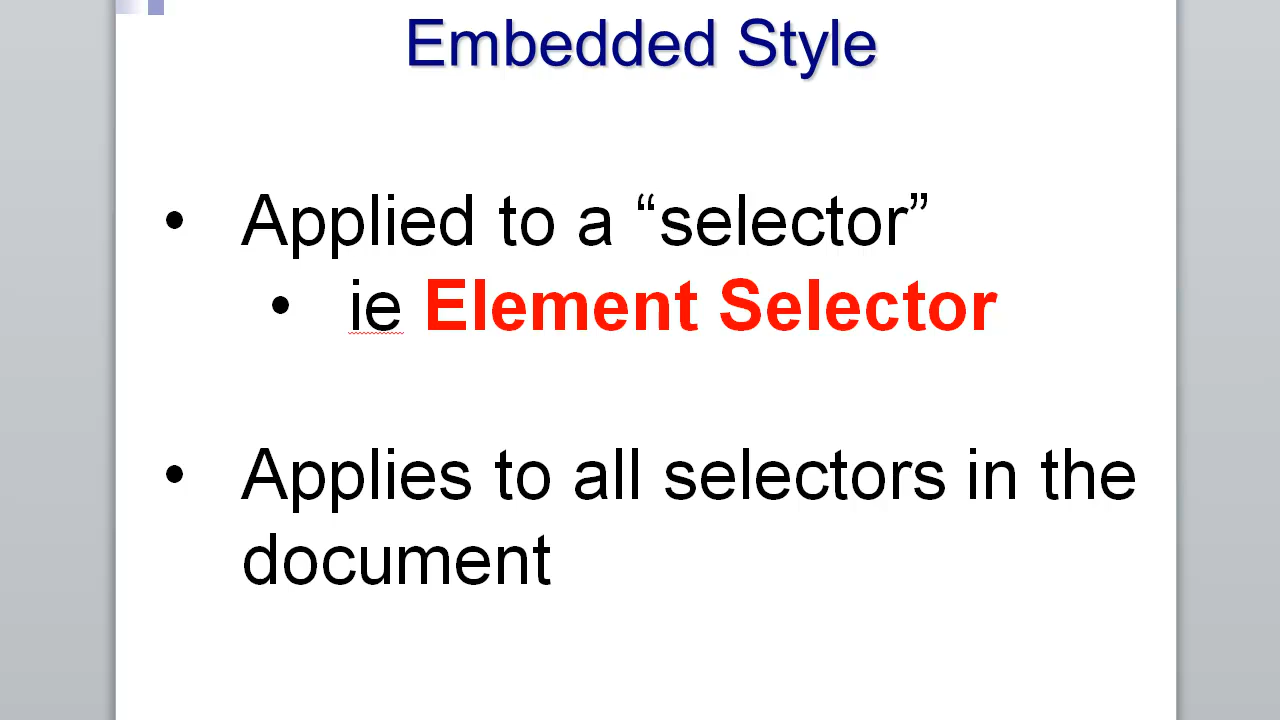 Embedded Style
• Applied to a “selector”
• ie Element Selector
• Applies to all selectors in the
document